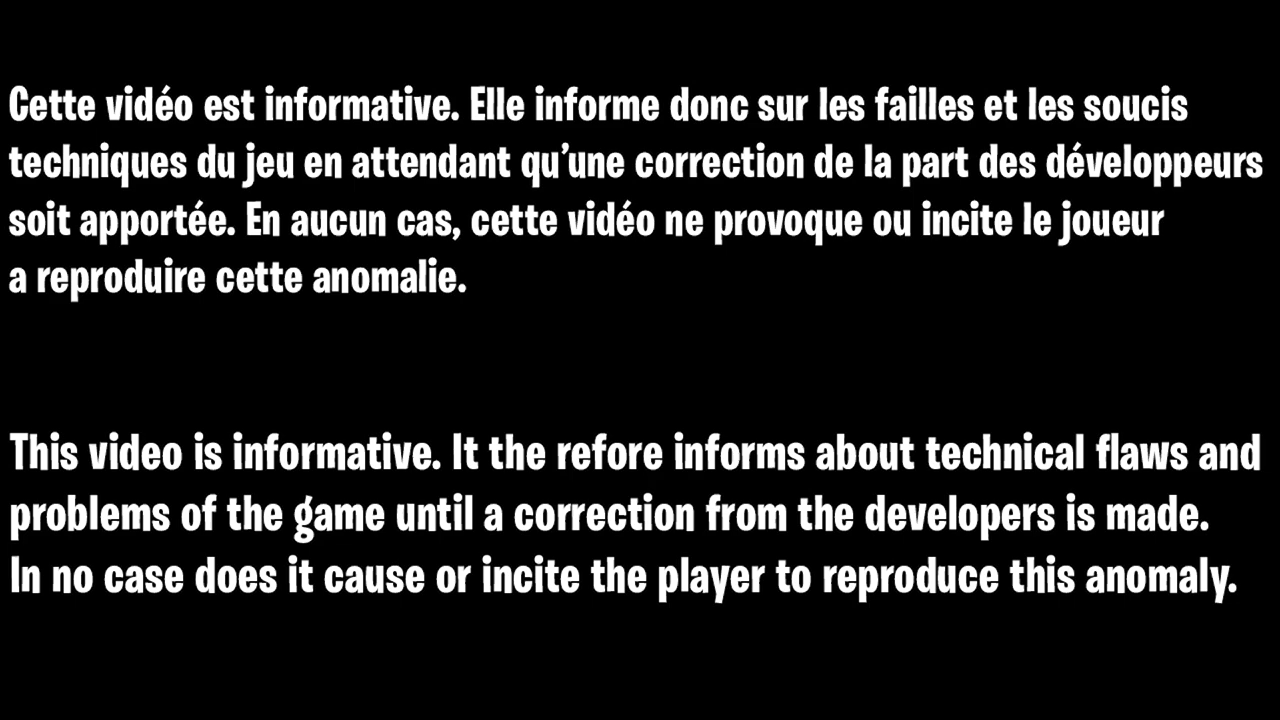 Cette vidéo est informative. Elle informe donc sur les failles et les soucis
techniques du jeu en attendant qu’une correction de la part des développeurs
soit apportée. En aucun cas, cette vidéo ne provoque ou incite le joueur
a reproduire cette anomalie.
This video is informative. It the refore informs about technical flaws and
problems of the game until a correction from the developers is made.
In no case does it cause or incite the player to reproduce this anomaly.